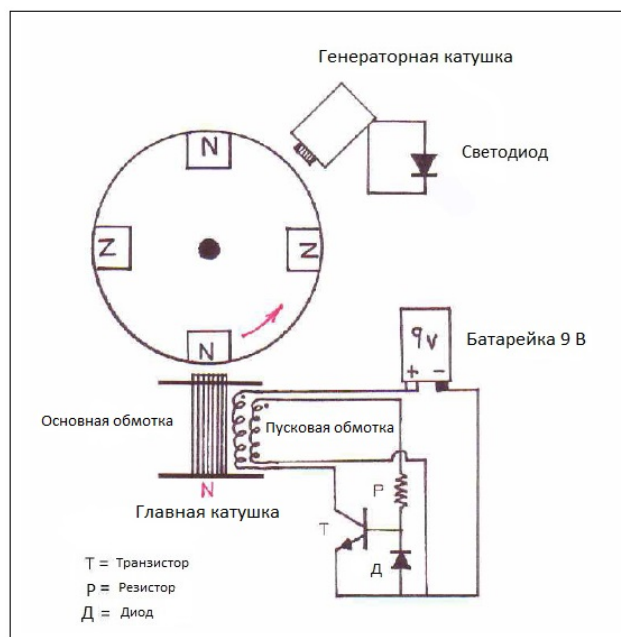 Генераторная катушка
Светодиод
N
N
N
N
9v
+ -
Батарейка 9 В
Основная обмотка
Пусковая обмотка
N
Главная катушка
Р
Т
Д
Т = Транзистор
Р = Резистор
Д = Диод